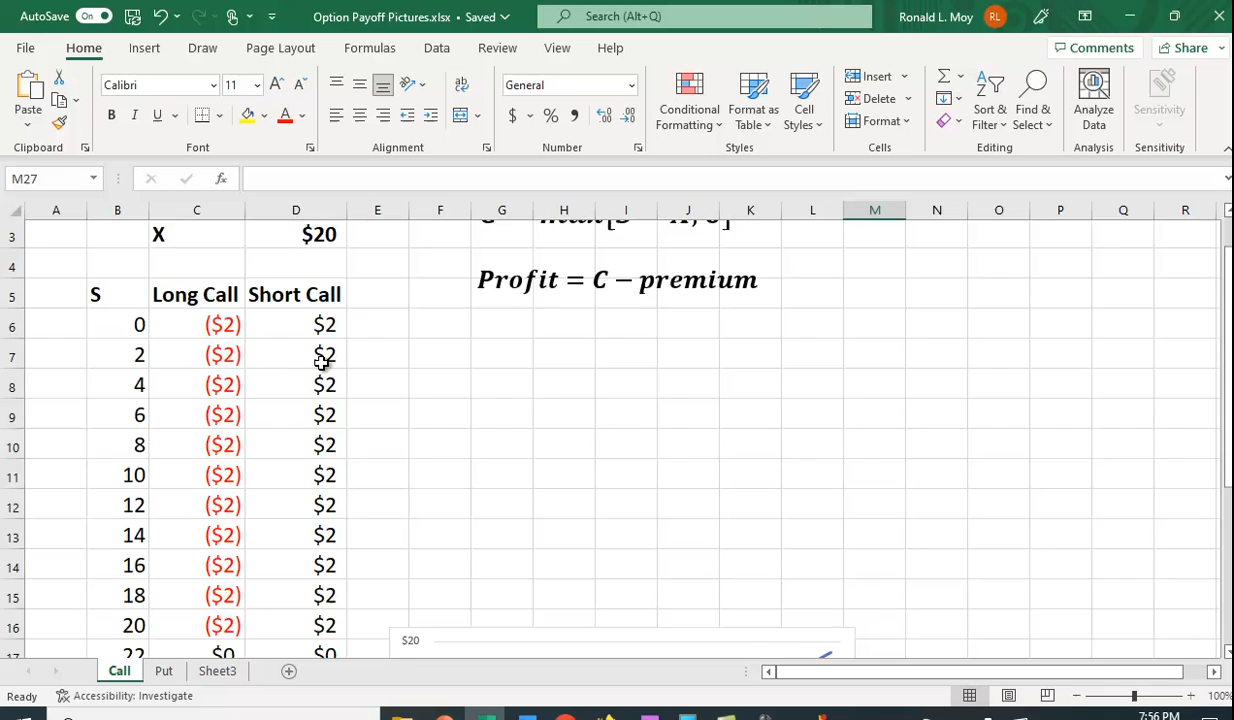 AutoSave On Option Payoff Pictures.xlsx • Saved Search (Alt+Q) Ronald L. Moy RL
File Home Insert Draw Page Layout Formulas Data Review View Help Comments Share
Paste
Clipboard
Calibri 11 A A
B I U A
Font
ab
Alignment
General
$ % 9
Number
Conditional Formatting
Format as Table
Cell Styles
Styles
Insert
Delete
Format
Cells
Sort & Filter
Find & Select
Editing
Analyze Data
Analysis
Sensitivity
Sensitivity
M27 fx
A B C D E F G H I J K L M N O P Q R
3 X $20
4 Profit = C − premium
5 S Long Call Short Call
6 0 ($2) $2
7 2 ($2) $2
8 4 ($2) $2
9 6 ($2) $2
10 8 ($2) $2
11 10 ($2) $2
12 12 ($2) $2
13 14 ($2) $2
14 16 ($2) $2
15 18 ($2) $2
16 20 ($2) $2
$20
17 22 $0 $0
Call Put Sheet3
Ready Accessibility: Investigate 100%
7:56 PM